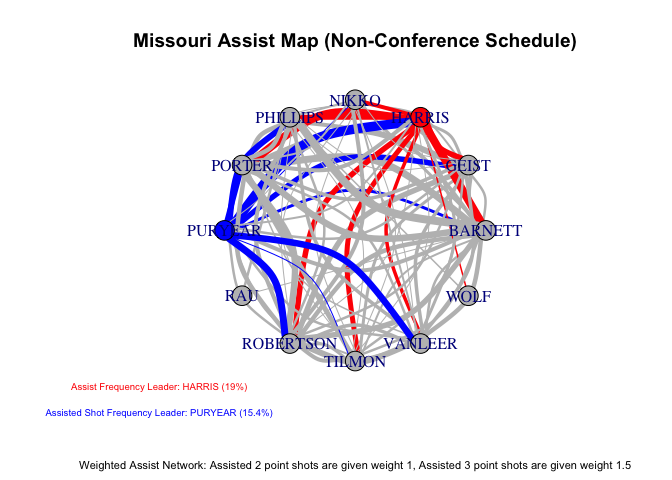 Missouri Assist Map (Non-Conference Schedule)
NIKKO
PHILLIPS
HARRIS
PORTER
GEIST
PURYEAR
BARNETT
RAU
WOLF
ROBERTSON
VANLEER
TILMON
Assist Frequency Leader: HARRIS (19%)
Assisted Shot Frequency Leader: PURYEAR (15.4%)
Weighted Assist Network: Assisted 2 point shots are given weight 1, Assisted 3 point shots are given weight 1.5